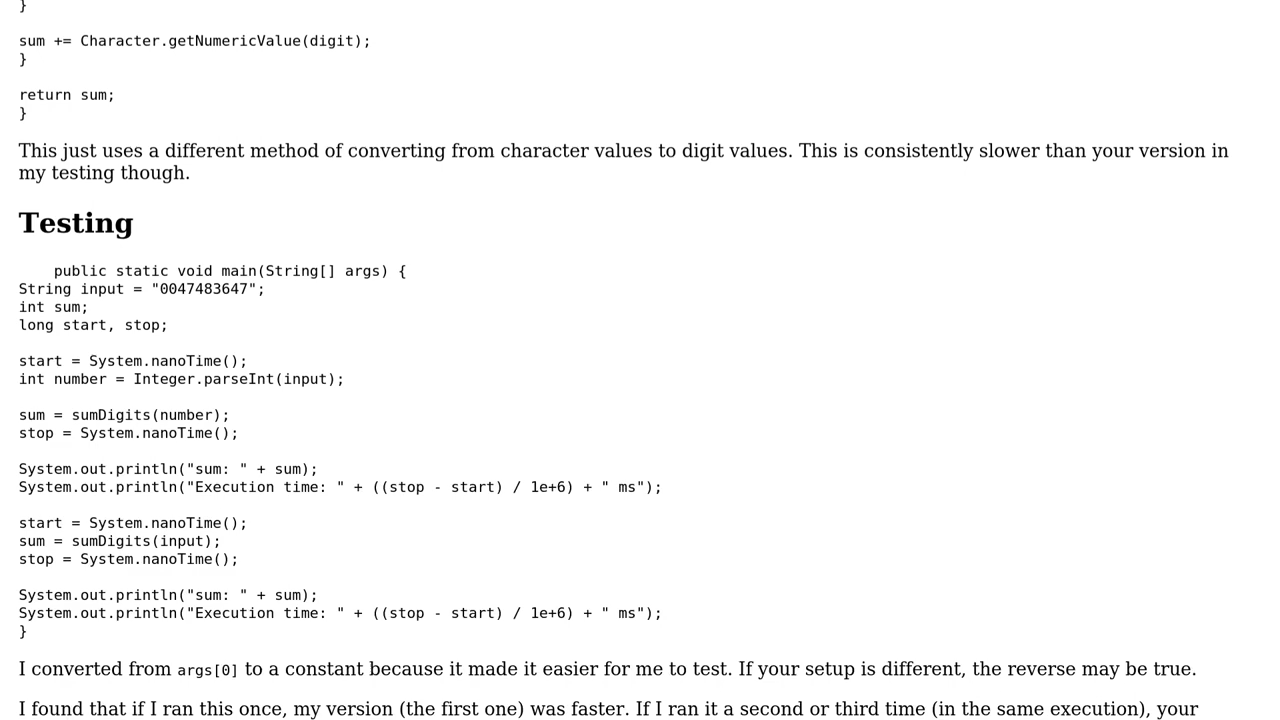 }
sum += Character.getNumericValue(digit);
}
return sum;
}
This just uses a different method of converting from character values to digit values. This is consistently slower than your version in
my testing though.
Testing
public static void main(String[] args) {
String input = "0047483647";
int sum;
long start, stop;
start = System.nanoTime();
int number = Integer.parseInt(input);
sum = sumDigits(number);
stop = System.nanoTime();
System.out.println("sum: " + sum);
System.out.println("Execution time: " + ((stop - start) / 1e+6) + " ms");
start = System.nanoTime();
sum = sumDigits(input);
stop = System.nanoTime();
System.out.println("sum: " + sum);
System.out.println("Execution time: " + ((stop - start) / 1e+6) + " ms");
}
I converted from args[0] to a constant because it made it easier for me to test. If your setup is different, the reverse may be true.
I found that if I ran this once, my version (the first one) was faster. If I ran it a second or third time (in the same execution), your